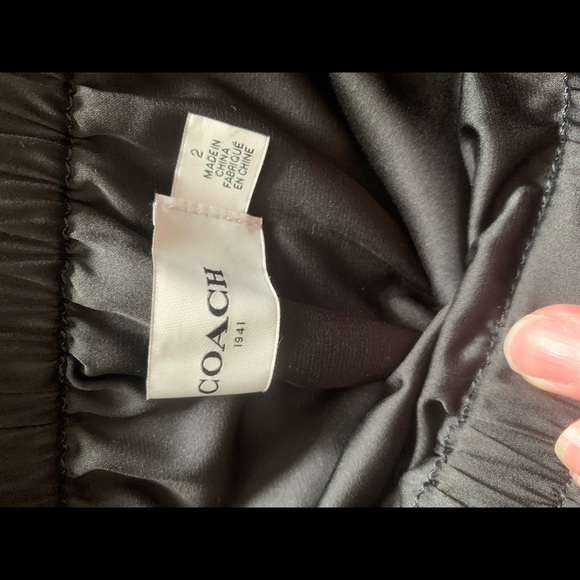 2
MADE IN
CHINA
FABRIQUÉ
EN CHINE
COACH
1941